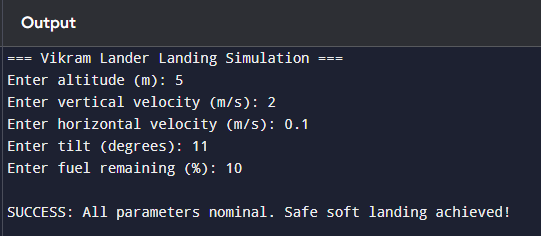 Output
=== Vikram Lander Landing Simulation ===
Enter altitude (m): 5
Enter vertical velocity (m/s): 2
Enter horizontal velocity (m/s): 0.1
Enter tilt (degrees): 11
Enter fuel remaining (%): 10
SUCCESS: All parameters nominal. Safe soft landing achieved!